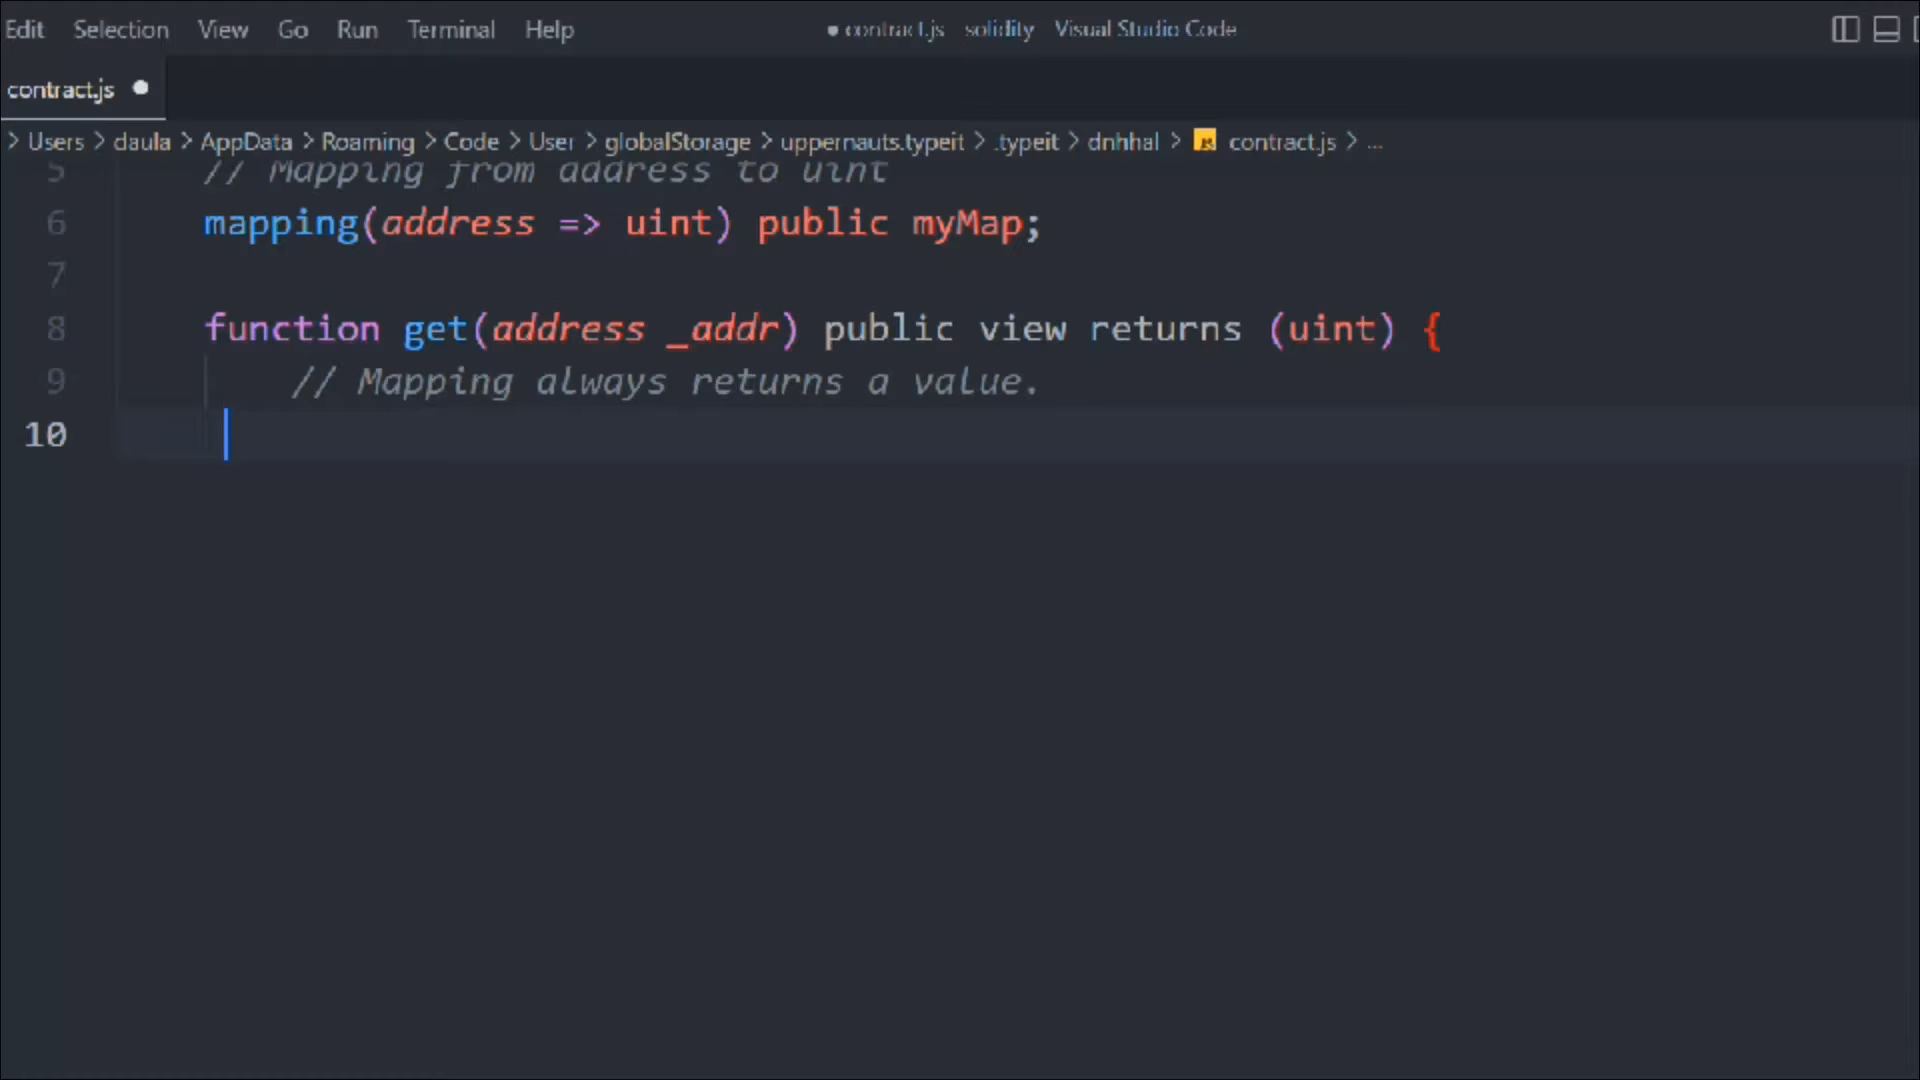 Edit Selection View Go Run Terminal Help ● contract.js solidity Visual Studio Code
contract.js ●
> Users > daula > AppData > Roaming > Code > User > globalStorage > uppernauts.typeit > .typeit > dnhhal > contract.js > ...
5 // Mapping from address to uint
6 mapping(address => uint) public myMap;
7
8 function get(address _addr) public view returns (uint) {
9 // Mapping always returns a value.
10